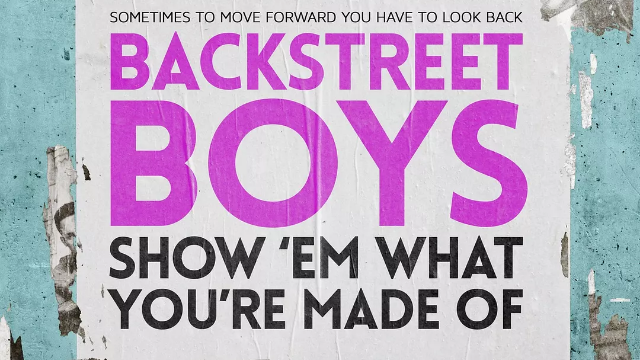 SOMETIMES TO MOVE FORWARD YOU HAVE TO LOOK BACK
BACKSTREET
BOYS
SHOW ‘EM WHAT
YOU’RE MADE OF